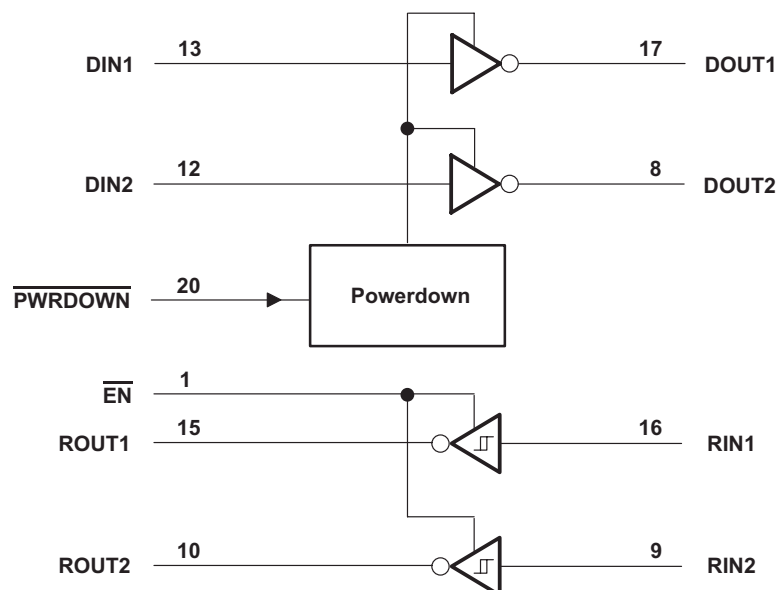 DIN1 13 17 DOUT1
DIN2 12 8 DOUT2
PWRDOWN 20 Powerdown
EN 1
ROUT1 15 16 RIN1
ROUT2 10 9 RIN2